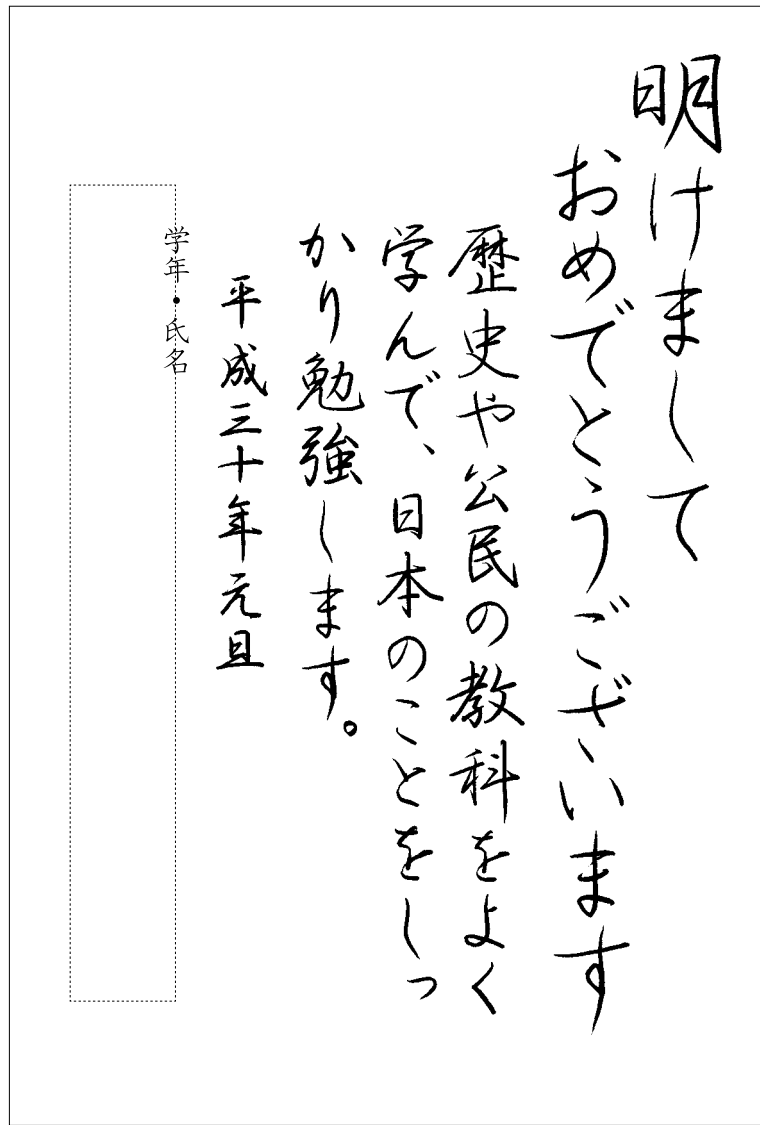 明けまして
おめでとうございます
歴史や公民の教科をよく
学んで、日本のことをしっ
かり勉強します。
平成三十年元旦
学年・氏名